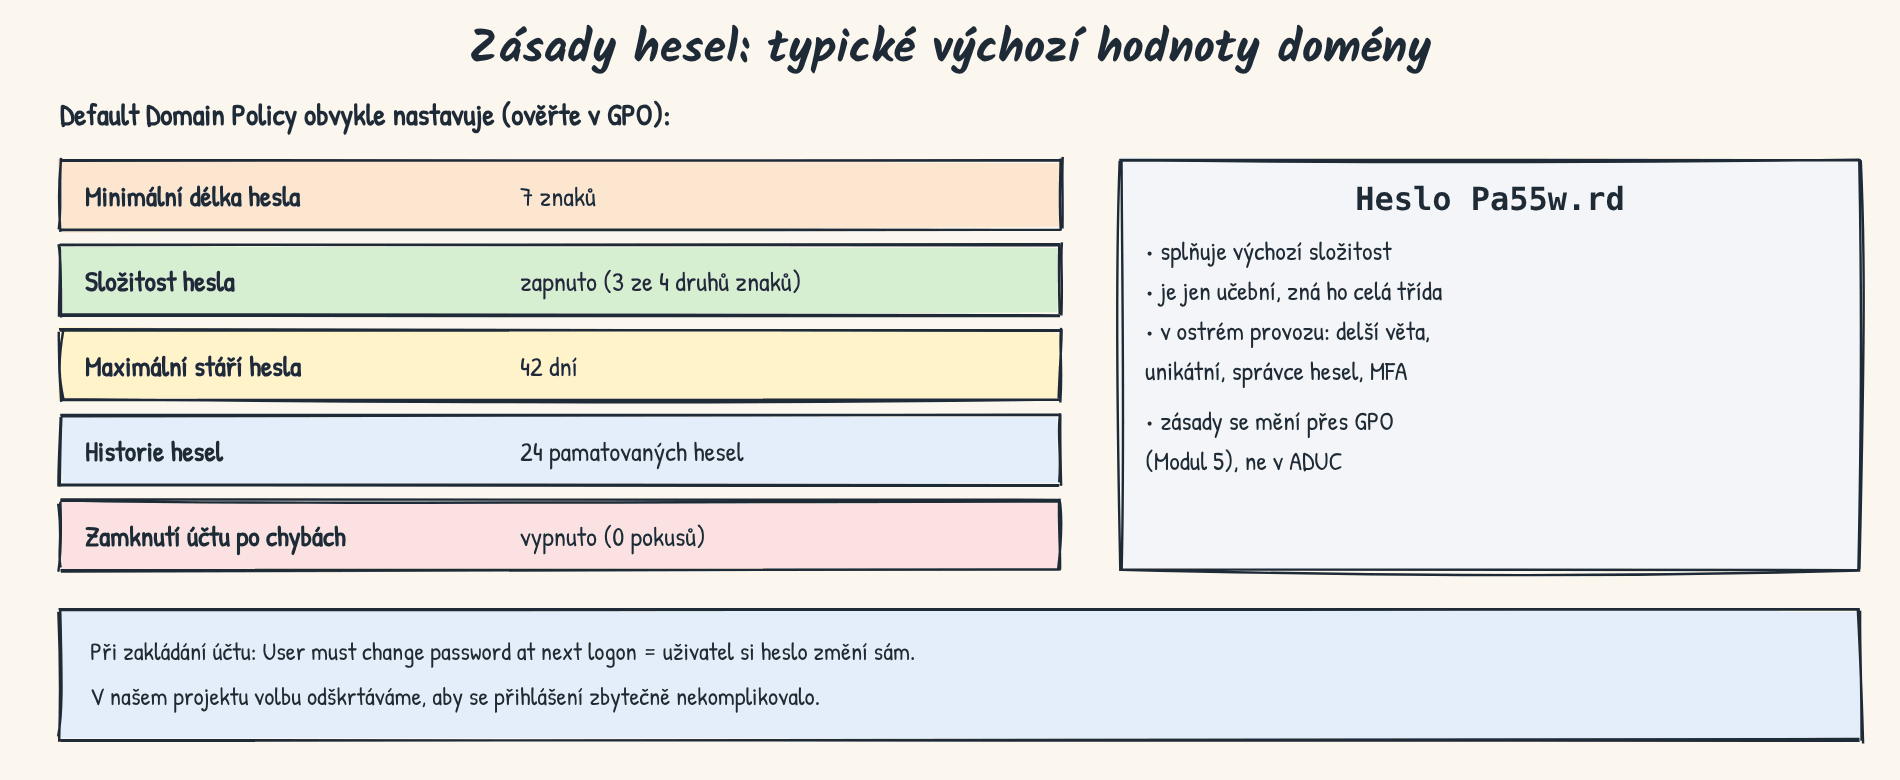 Zásady hesel: typické výchozí hodnoty domény
Default Domain Policy obvykle nastavuje (ověřte v GPO):
Minimální délka hesla 7 znaků
Složitost hesla zapnuto (3 ze 4 druhů znaků)
Maximální stáří hesla 42 dní
Historie hesel 24 pamatovaných hesel
Zamknutí účtu po chybách vypnuto (0 pokusů)
Heslo Pa55w.rd
• splňuje výchozí složitost
• je jen učební, zná ho celá třída
• v ostrém provozu: delší věta,
unikátní, správce hesel, MFA
• zásady se mění přes GPO
(Modul 5), ne v ADUC
Při zakládání účtu: User must change password at next logon = uživatel si heslo změní sám.
V našem projektu volbu odškrtáváme, aby se přihlášení zbytečně nekomplikovalo.